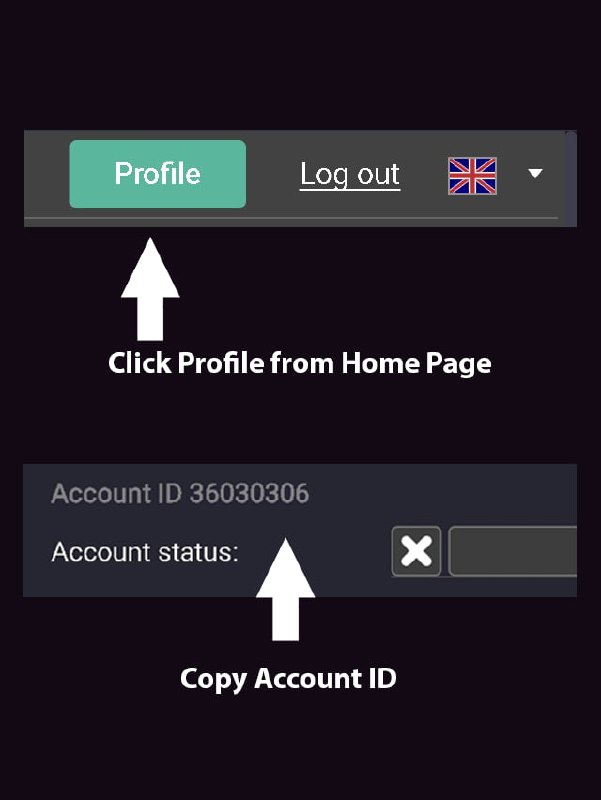 Profile Log out
Click Profile from Home Page
Account ID 36030306
Account status:
Copy Account ID